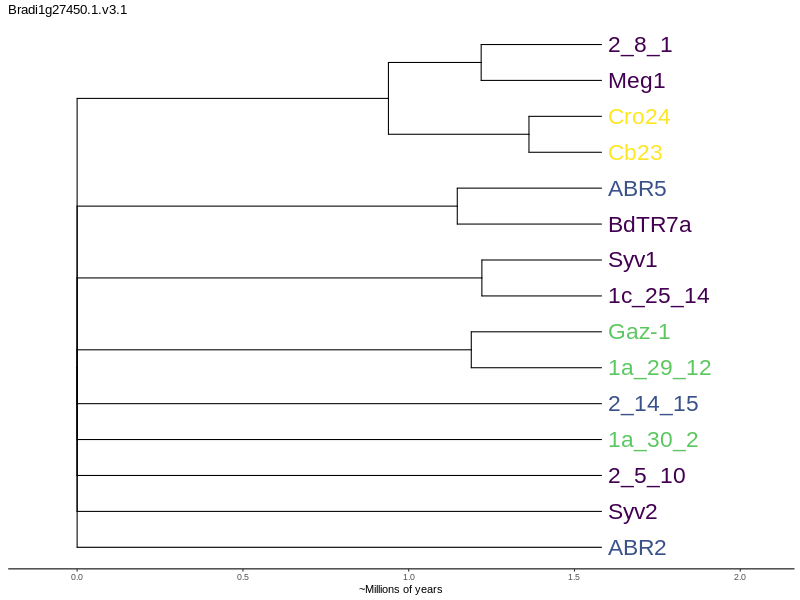 Bradi1g27450.1.v3.1
2_8_1
Meg1
Cro24
Cb23
ABR5
BdTR7a
Syv1
1c_25_14
Gaz-1
1a_29_12
2_14_15
1a_30_2
2_5_10
Syv2
ABR2
0.0 0.5 1.0 1.5 2.0
~Millions of years